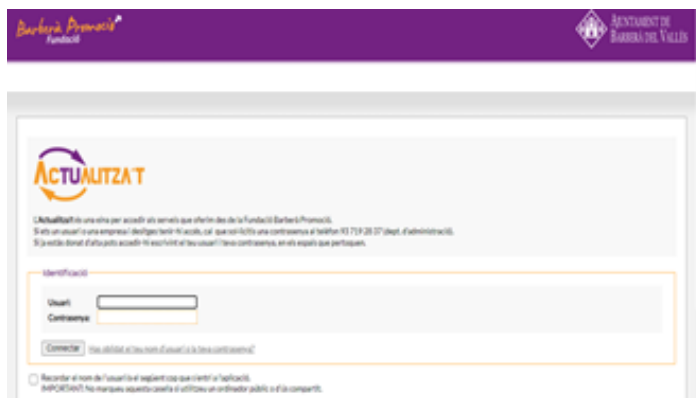 Barberà Promoció
Fundació
AJUNTAMENT DE
BARBERÀ DEL VALLÈS
ACTUALITZA'T
L'Actualitza't és una eina per accedir als serveis que oferim des de la Fundació Barberà Promoció.
Si ets un usuari o una empresa i desitges tenir-hi accés, cal que sol·licitis una contrasenya al telèfon 93 719 28 37 (dept. d'administració).
Si ja estàs donat d'alta pots accedir-hi escrivint el teu usuari i teva contrasenya, en els espais que pertoquen.
Identificació
Usuari:
Contrasenya:
Connectar Has oblidat el teu nom d'usuari o la teva contrasenya?
Recordar el nom de l'usuari el següent cop que s'entri a l'aplicació.
IMPORTANT: No marqueu aquesta casella si utilitzeu un ordinador públic o d'ús compartit.